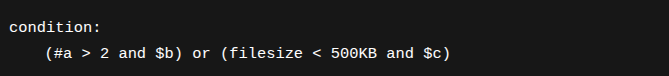 condition:
(#a > 2 and $b) or (filesize < 500KB and $c)